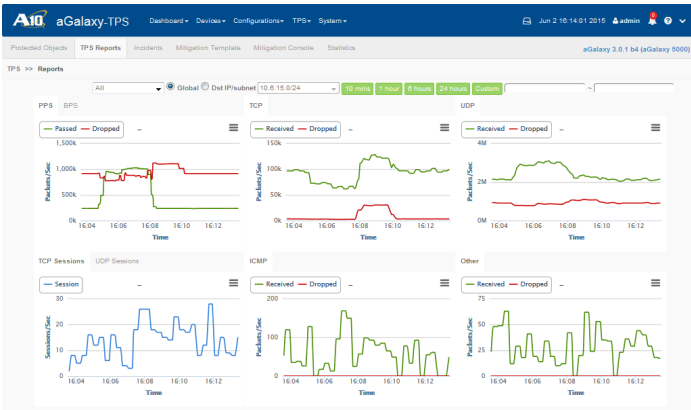 A10 aGalaxy-TPS Dashboard Devices Configurations TPS System Jun 2 16:14:01 2015 admin
Protected Objects TPS Reports Incidents Mitigation Template Mitigation Console Statistics aGalaxy 3.0.1 b4 (aGalaxy 5000)
TPS >> Reports
All Global Dst IP/subnet 10.6.15.0/24 10 mins 1 hour 6 hours 24 hours Custom ~
PPS BPS
Passed Dropped –
1,500k
1,000k
500k
0k
Packets/Sec
16:04 16:06 16:08 16:10 16:12
Time
TCP
Received Dropped –
150k
100k
50k
0k
Packets/Sec
16:04 16:06 16:08 16:10 16:12
Time
UDP
Received Dropped –
4M
2M
0M
Packets/Sec
16:04 16:06 16:08 16:10 16:12
Time
TCP Sessions UDP Sessions
Session –
30
20
10
0
Sessions/Sec
16:04 16:06 16:08 16:10 16:12
Time
ICMP
Received Dropped –
200
100
0
Packets/Sec
16:04 16:06 16:08 16:10 16:12
Time
Other
Received Dropped –
75
50
25
0
Packets/Sec
16:04 16:06 16:08 16:10 16:12
Time